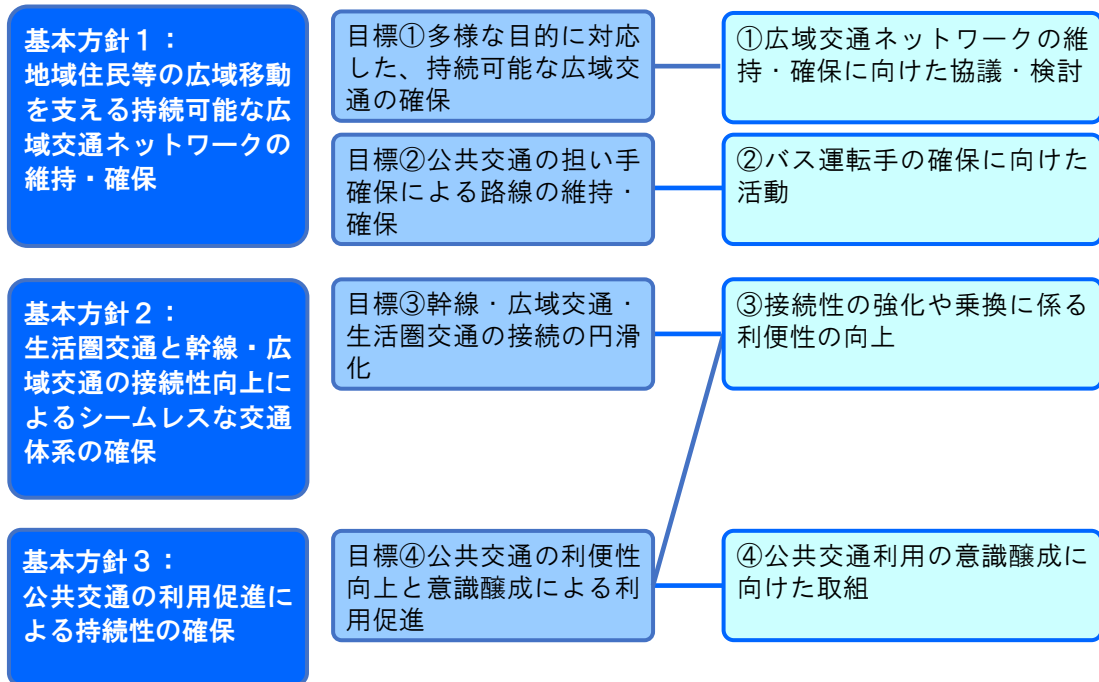 基本方針１：
地域住民等の広域移動
を支える持続可能な広
域交通ネットワークの
維持・確保
目標①多様な目的に対応
した、持続可能な広域交
通の確保
①広域交通ネットワークの維
持・確保に向けた協議・検討
目標②公共交通の担い手
確保による路線の維持・
確保
②バス運転手の確保に向けた
活動
基本方針２：
生活圏交通と幹線・広
域交通の接続性向上に
よるシームレスな交通
体系の確保
目標③幹線・広域交通・
生活圏交通の接続の円滑
化
③接続性の強化や乗換に係る
利便性の向上
基本方針３：
公共交通の利用促進に
よる持続性の確保
目標④公共交通の利便性
向上と意識醸成による利
用促進
④公共交通利用の意識醸成に
向けた取組